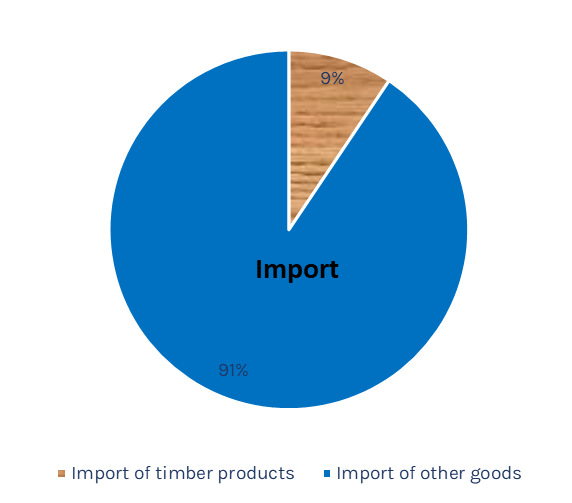 9%
Import
91%
Import of timber products
Import of other goods